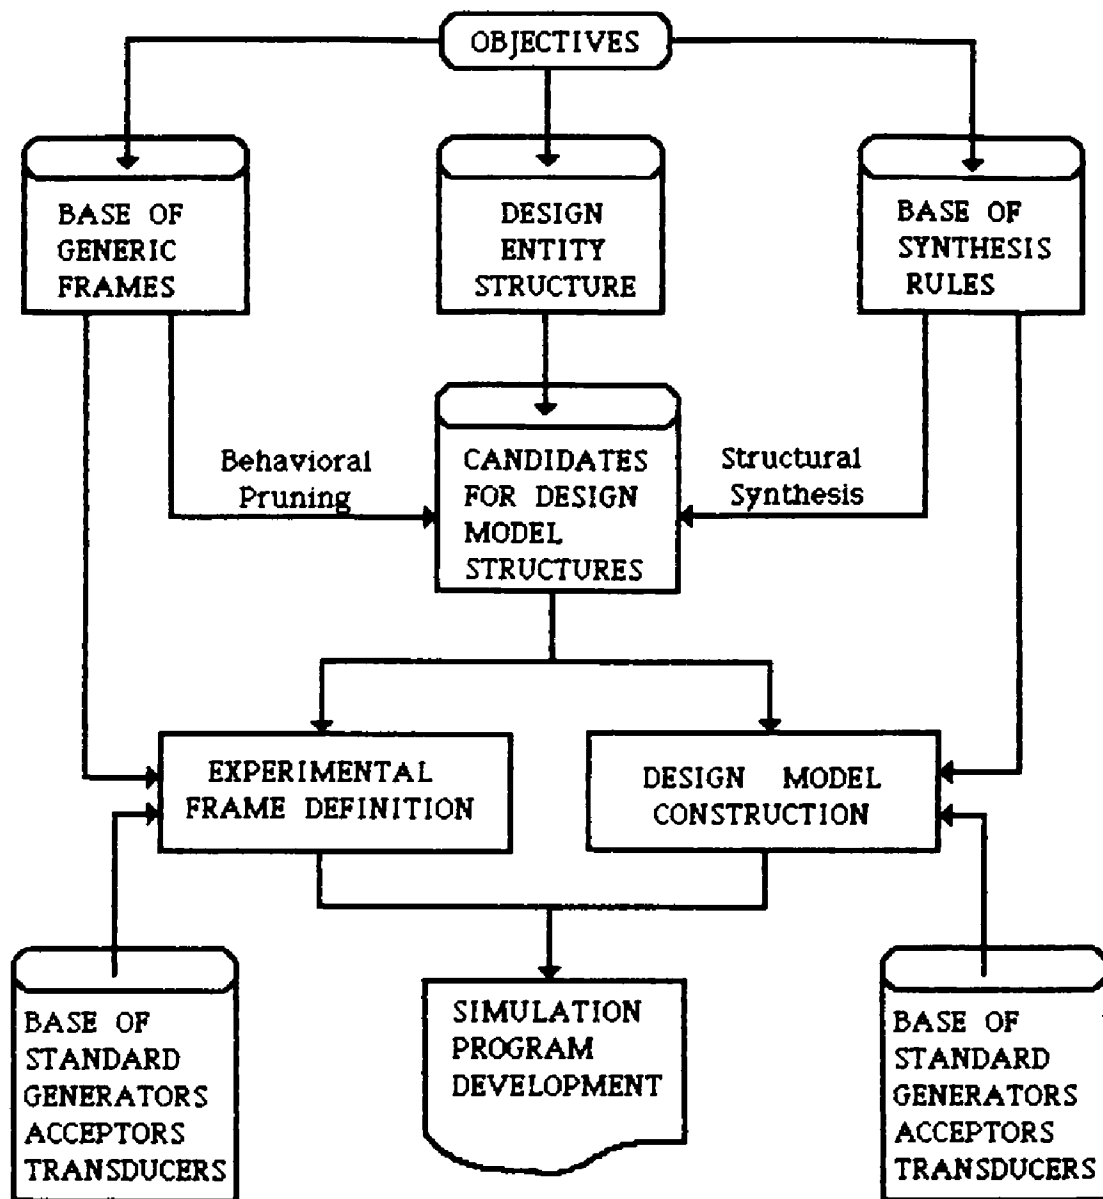 OBJECTIVES
BASE OF
GENERIC
FRAMES
DESIGN
ENTITY
STRUCTURE
BASE OF
SYNTHESIS
RULES
Behavioral
Pruning
CANDIDATES
FOR DESIGN
MODEL
STRUCTURES
Structural
Synthesis
EXPERIMENTAL
FRAME DEFINITION
DESIGN MODEL
CONSTRUCTION
BASE OF
STANDARD
GENERATORS
ACCEPTORS
TRANSDUCERS
SIMULATION
PROGRAM
DEVELOPMENT
BASE OF
STANDARD
GENERATORS
ACCEPTORS
TRANSDUCERS